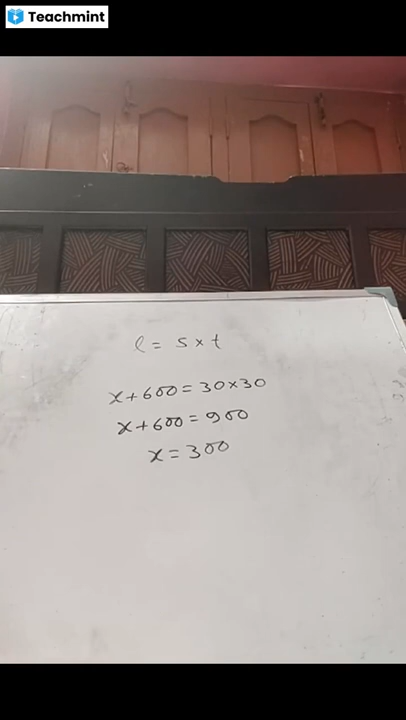 Teachmint
l = s × t
x + 600 = 30 × 30
x + 600 = 900
x = 300